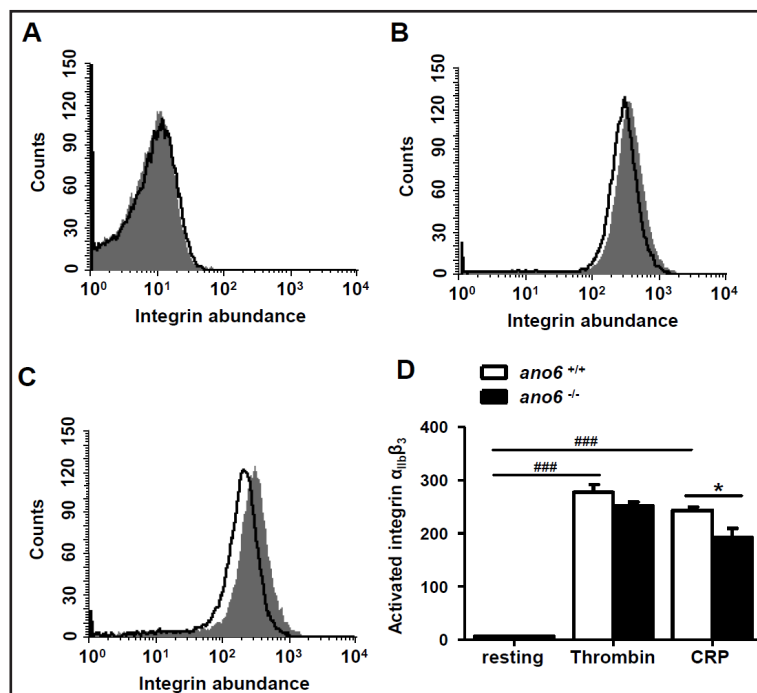 A
150
120
90
60
30
0
Counts
10⁰ 10¹ 10² 10³ 10⁴
Integrin abundance
B
150
120
90
60
30
0
Counts
10⁰ 10¹ 10² 10³ 10⁴
Integrin abundance
C
150
120
90
60
30
0
Counts
10⁰ 10¹ 10² 10³ 10⁴
Integrin abundance
D
ano6 +/+
ano6 -/-
400
300
200
100
0
Activated integrin αIIbβ3
###
###
*
resting Thrombin CRP